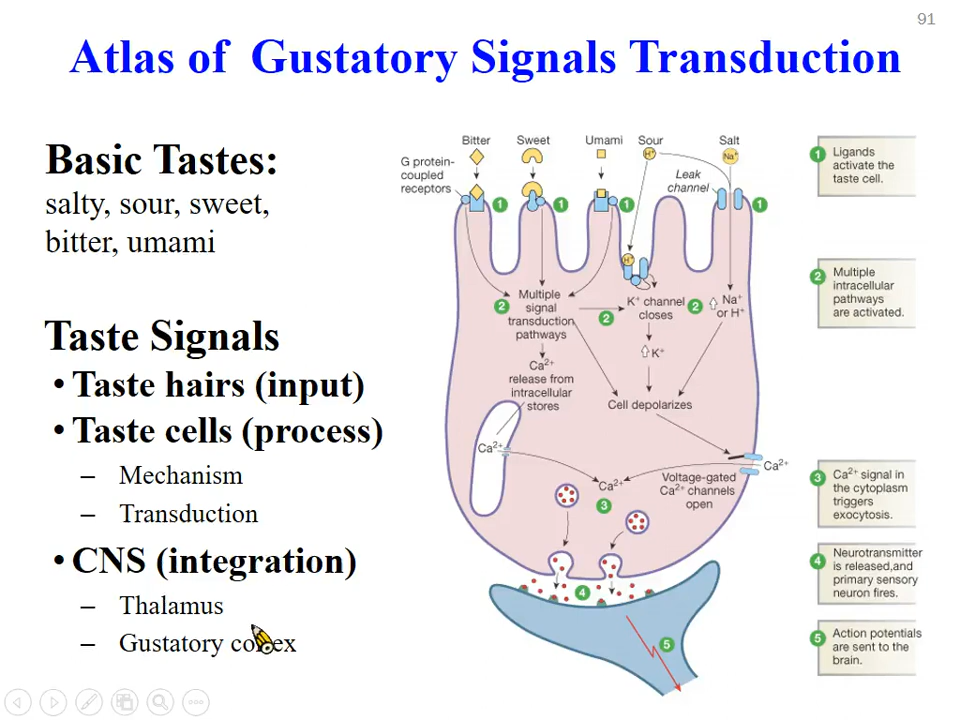 91
Atlas of Gustatory Signals Transduction
Basic Tastes:
salty, sour, sweet,
bitter, umami
Taste Signals
• Taste hairs (input)
• Taste cells (process)
– Mechanism
– Transduction
• CNS (integration)
– Thalamus
– Gustatory cortex
Bitter
Sweet
Umami
Sour
Salt
G protein-
coupled
receptors
H⁺
Na⁺
Leak
channel
1
1
1
1
H⁺
2
Multiple
signal
transduction
pathways
2
K⁺ channel
closes
2
⇧ Na⁺
or H⁺
⇧ K⁺
Ca²⁺
release from
intracellular
stores
Cell depolarizes
Ca²⁺
Ca²⁺
Ca²⁺
3
Voltage-gated
Ca²⁺ channels
open
4
5
1 Ligands
activate the
taste cell.
2 Multiple
intracellular
pathways
are activated.
3 Ca²⁺ signal in
the cytoplasm
triggers
exocytosis.
4 Neurotransmitter
is released,and
primary sensory
neuron fires.
5 Action potentials
are sent to the
brain.